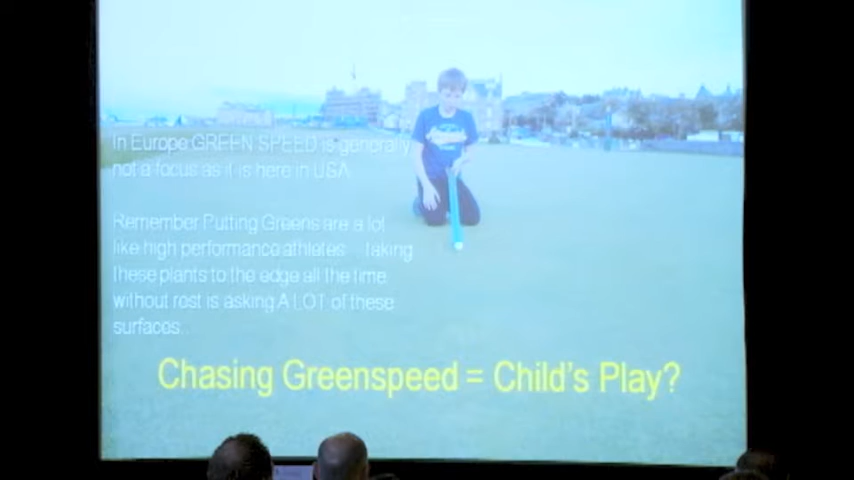 In Europe GREEN SPEED is generally
not a focus as it is here in USA
Remember Putting Greens are a lot
like high performance athletes... taking
these plants to the edge all the time
without rest is asking A LOT of these
surfaces...
Chasing Greenspeed = Child's Play?